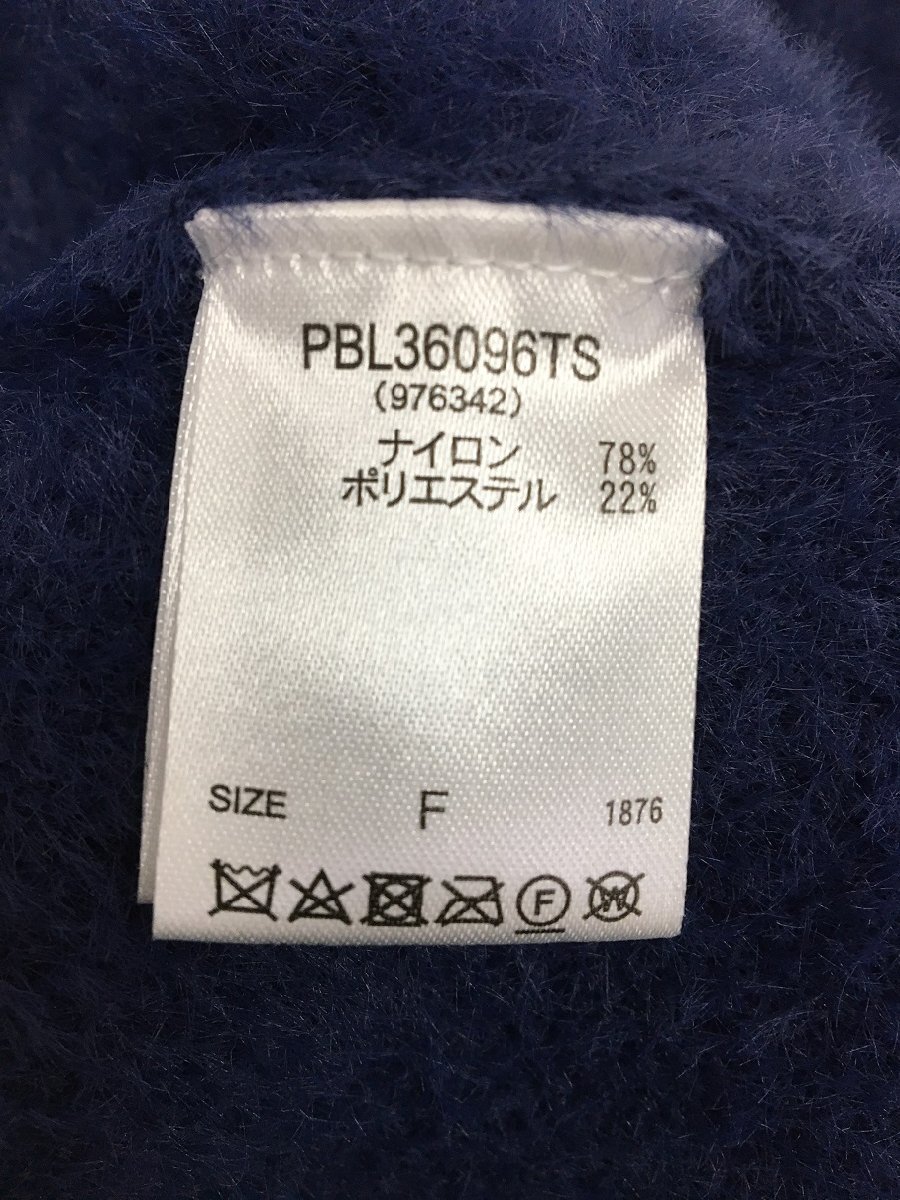 PBL36096TS
(976342)
ナイロン 78%
ポリエステル 22%
SIZE F 1876
F W